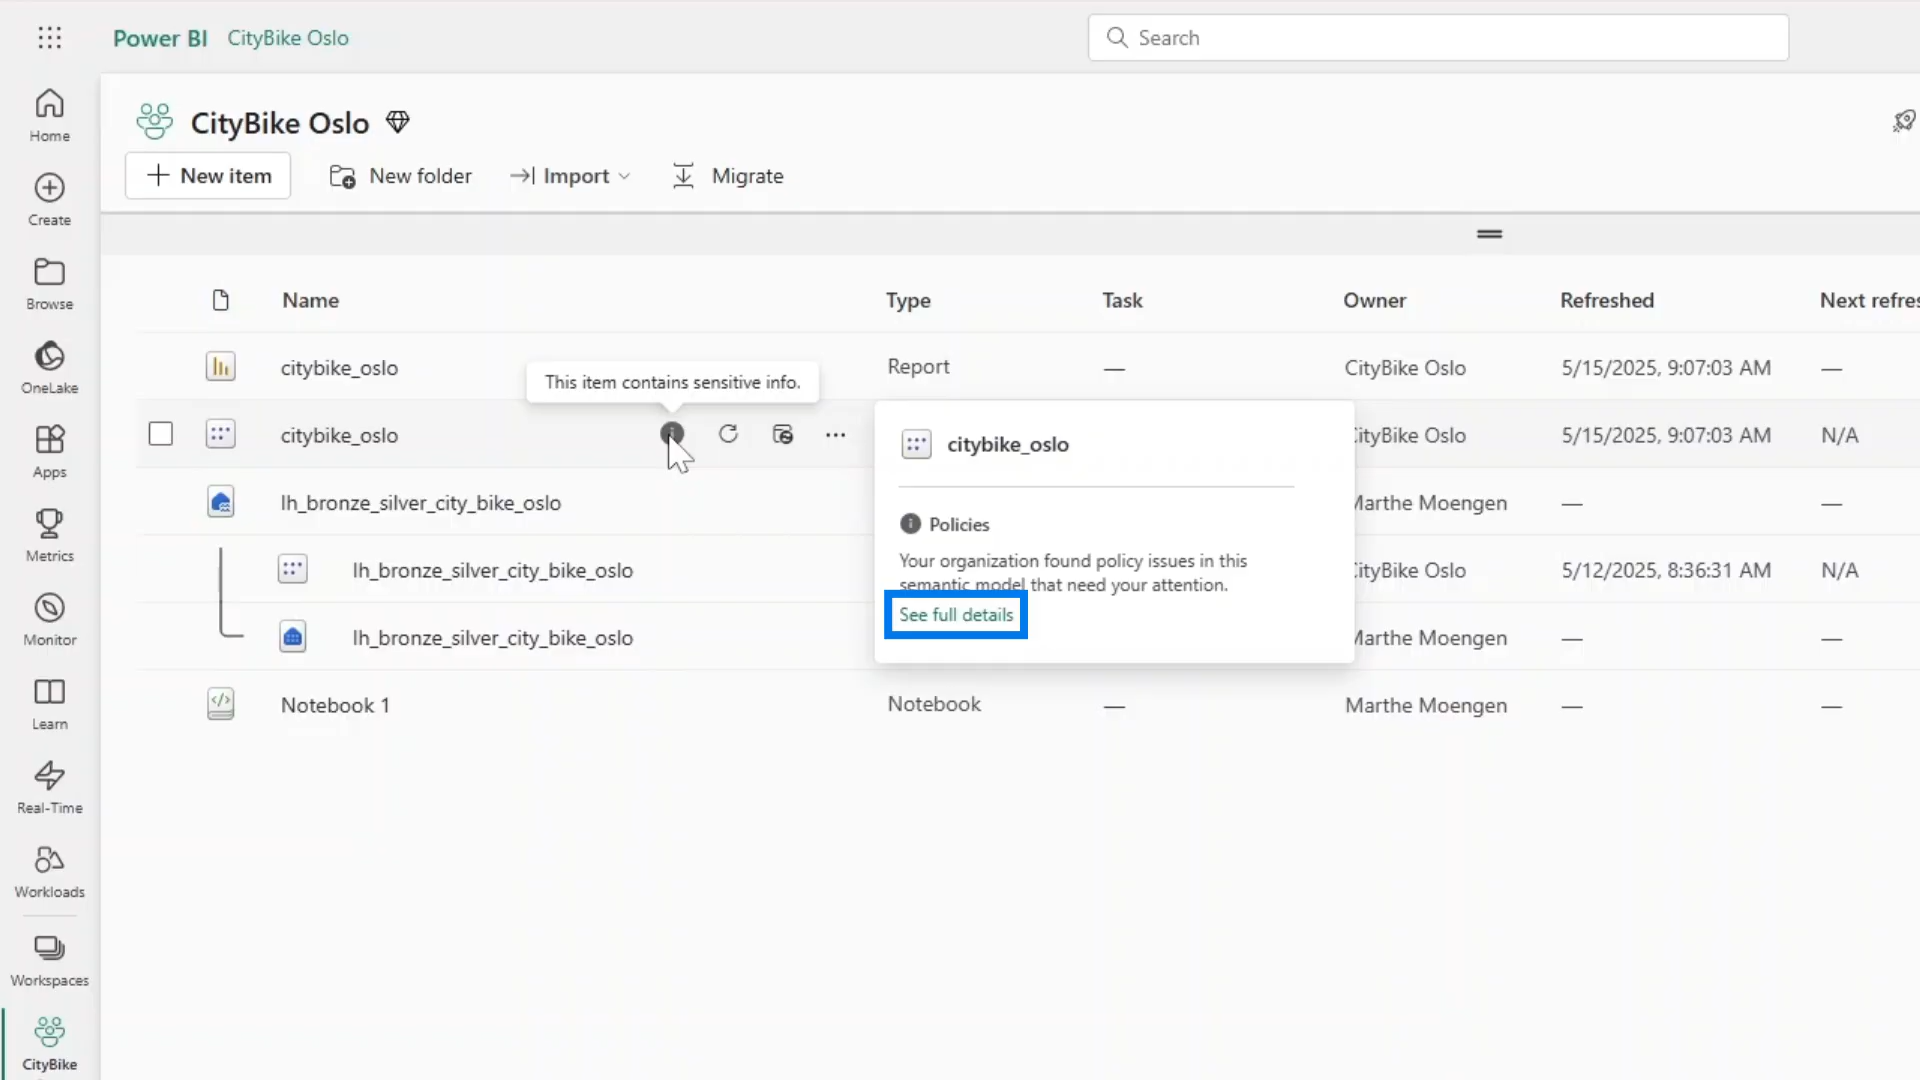 Power BI CityBike Oslo
Search
Home
Create
Browse
OneLake
Apps
Metrics
Monitor
Learn
Real-Time
Workloads
Workspaces
CityBike
CityBike Oslo
New item New folder Import Migrate
Name Type Task Owner Refreshed Next refres
citybike_oslo Report — CityBike Oslo 5/15/2025, 9:07:03 AM —
This item contains sensitive info.
citybike_oslo CityBike Oslo 5/15/2025, 9:07:03 AM N/A
lh_bronze_silver_city_bike_oslo Marthe Moengen — —
lh_bronze_silver_city_bike_oslo CityBike Oslo 5/12/2025, 8:36:31 AM N/A
lh_bronze_silver_city_bike_oslo Marthe Moengen — —
Notebook 1 Notebook — Marthe Moengen — —
citybike_oslo
Policies
Your organization found policy issues in this
semantic model that need your attention.
See full details